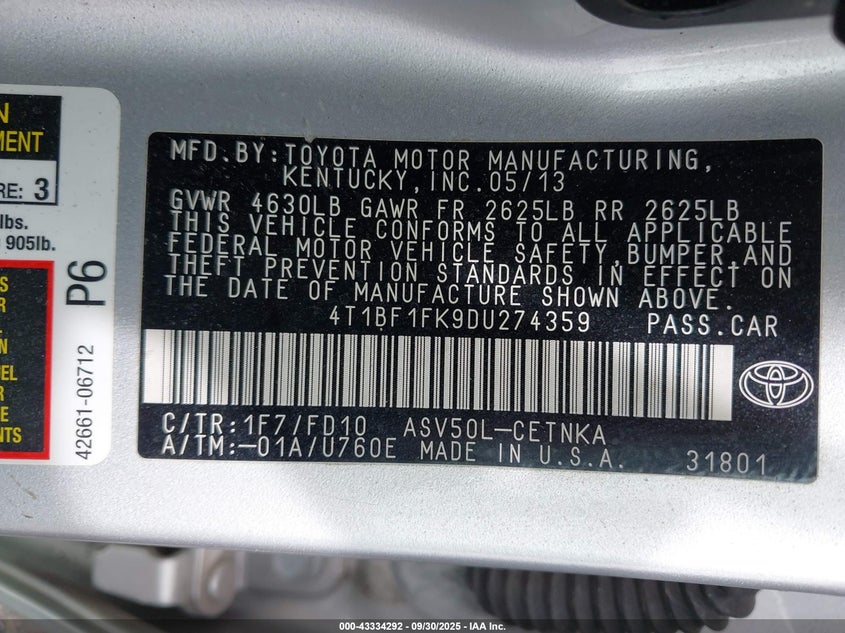 N
MENT
RE: 3
lbs.
905lb.
S
R
L.
N
EL
R
E
NTS
P6
42661-06712
MFD.BY:TOYOTA MOTOR MANUFACTURING,
KENTUCKY,INC.05/13
GVWR 4630LB GAWR FR 2625LB RR 2625LB
THIS VEHICLE CONFORMS TO ALL APPLICABLE
FEDERAL MOTOR VEHICLE SAFETY,BUMPER,AND
THEFT PREVENTION STANDARDS IN EFFECT ON
THE DATE OF MANUFACTURE SHOWN ABOVE.
4T1BF1FK9DU274359 PASS.CAR
C/TR:1F7/FD10 ASV50L-CETNKA
A/TM:-01A/U760E MADE IN U.S.A. 31801
000-43334292 - 09/30/2025 - IAA Inc.